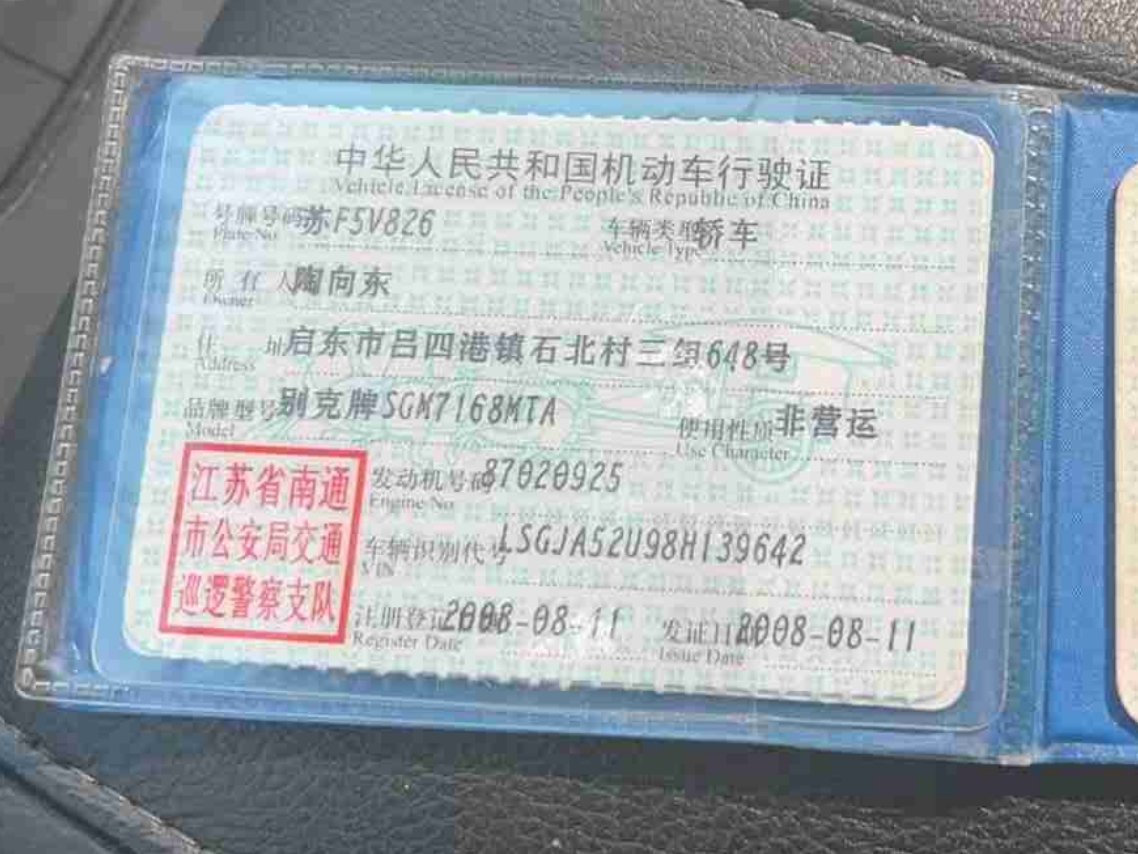 中华人民共和国机动车行驶证
Vehicle License of the People's Republic of China
号牌号码 苏F5V826 车辆类型 轿车
Plate No. Vehicle Type
所有人 陶向东
Owner
住址 启东市吕四港镇石北村三组648号
Address
品牌型号 别克牌SGM7168MTA 使用性质 非营运
Model Use Character
江苏省南通
市公安局交通
巡逻警察支队
发动机号码 87020925
Engine No.
车辆识别代号 LSGJA52U98H139642
VIN
注册登记日期 2008-08-11 发证日期 2008-08-11
Register Date Issue Date